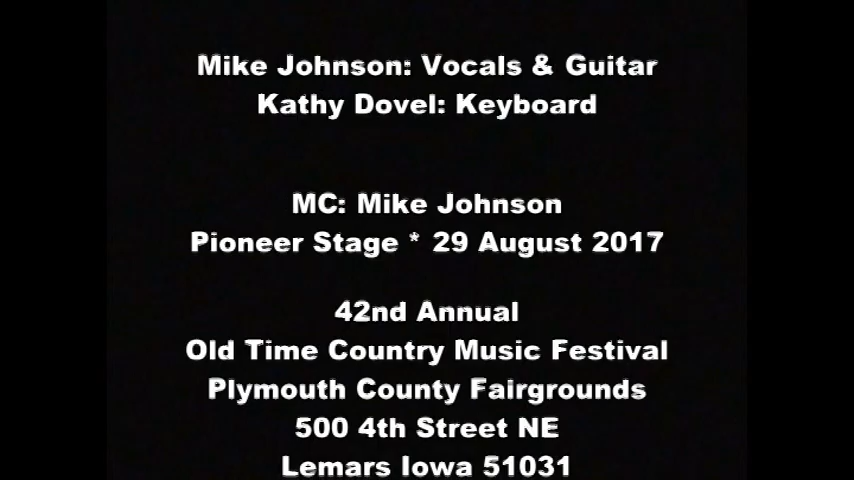 Mike Johnson: Vocals & Guitar
Kathy Dovel: Keyboard
MC: Mike Johnson
Pioneer Stage * 29 August 2017
42nd Annual
Old Time Country Music Festival
Plymouth County Fairgrounds
500 4th Street NE
Lemars Iowa 51031